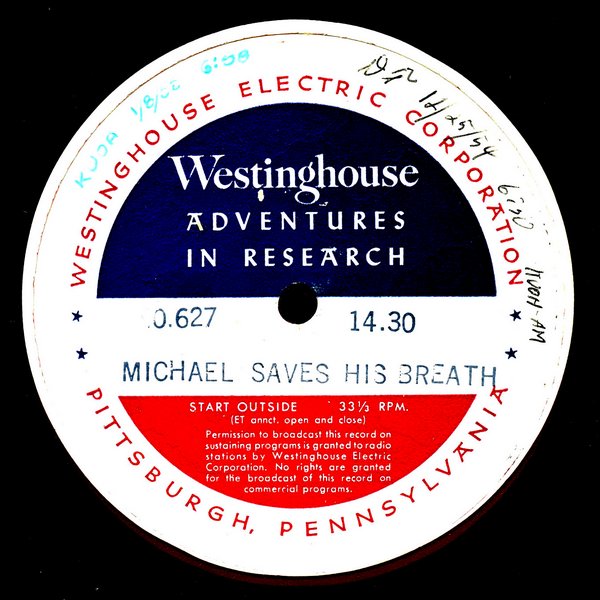 WESTINGHOUSE ELECTRIC CORPORATION
Westinghouse
ADVENTURES
IN RESEARCH
0.627 14.30
MICHAEL SAVES HIS BREATH
START OUTSIDE 33⅓ RPM.
(ET annct. open and close)
Permission to broadcast this record on
sustaining programs is granted to radio
stations by Westinghouse Electric
Corporation. No rights are granted
for the broadcast of this record on
commercial programs.
PITTSBURGH, PENNSYLVANIA
12/25/54